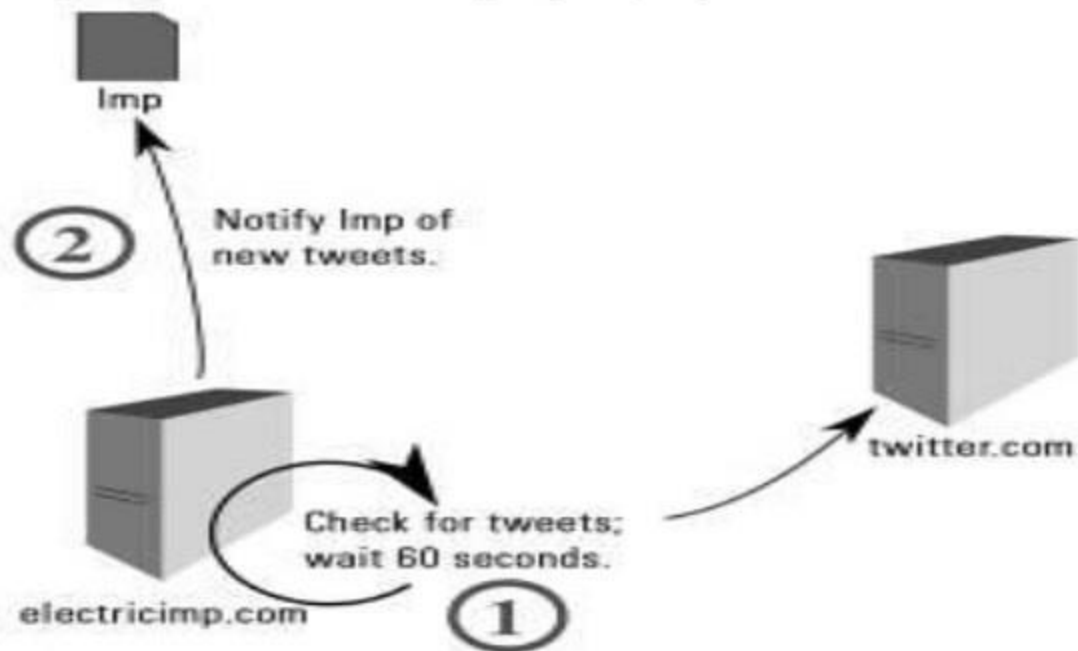 Imp
2
Notify Imp of
new tweets.
twitter.com
Check for tweets;
wait 60 seconds.
electricimp.com
1